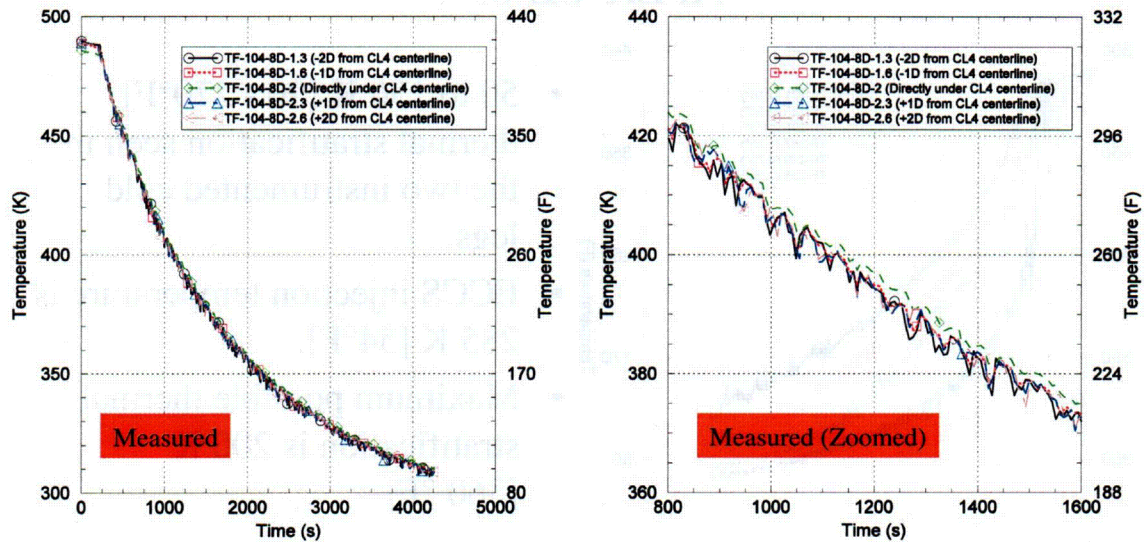 500
450
400
350
300
Temperature (K)
440
350
260
170
80
Temperature (F)
0
1000
2000
3000
4000
5000
Time (s)
TF-104-8D-1.3 (-2D from CL4 centerline)
TF-104-8D-1.6 (-1D from CL4 centerline)
TF-104-8D-2 (Directly under CL4 centerline)
TF-104-8D-2.3 (+1D from CL4 centerline)
TF-104-8D-2.6 (+2D from CL4 centerline)
Measured
440
420
400
380
360
Temperature (K)
332
296
260
224
188
Temperature (F)
800
1000
1200
1400
1600
Time (s)
TF-104-8D-1.3 (-2D from CL4 centerline)
TF-104-8D-1.6 (-1D from CL4 centerline)
TF-104-8D-2 (Directly under CL4 centerline)
TF-104-8D-2.3 (+1D from CL4 centerline)
TF-104-8D-2.6 (+2D from CL4 centerline)
Measured (Zoomed)